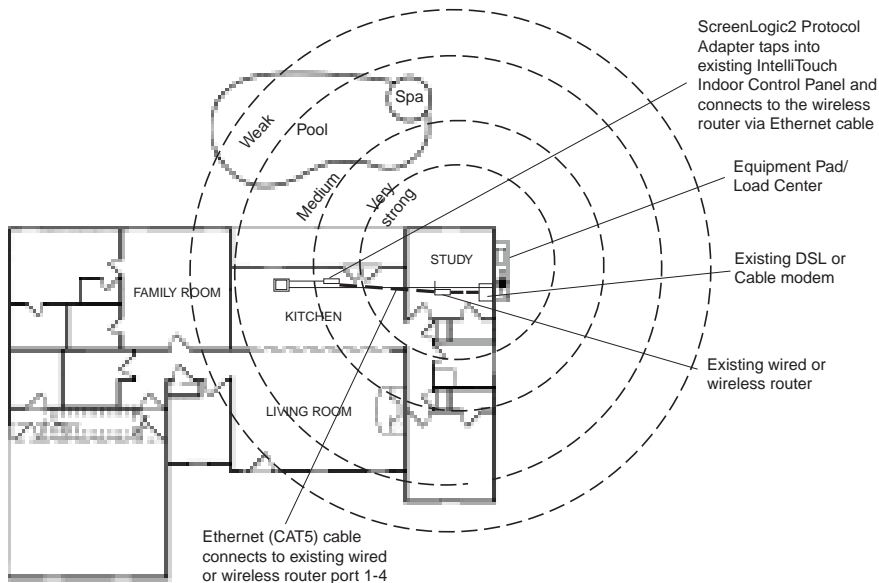 ScreenLogic2 Protocol
Adapter taps into
existing IntelliTouch
Indoor Control Panel and
connects to the wireless
router via Ethernet cable
Spa
Pool
Weak
Medium
Very
strong
Equipment Pad/
Load Center
STUDY
Existing DSL or
Cable modem
FAMILY ROOM
KITCHEN
Existing wired or
wireless router
LIVING ROOM
Ethernet (CAT5) cable
connects to existing wired
or wireless router port 1-4